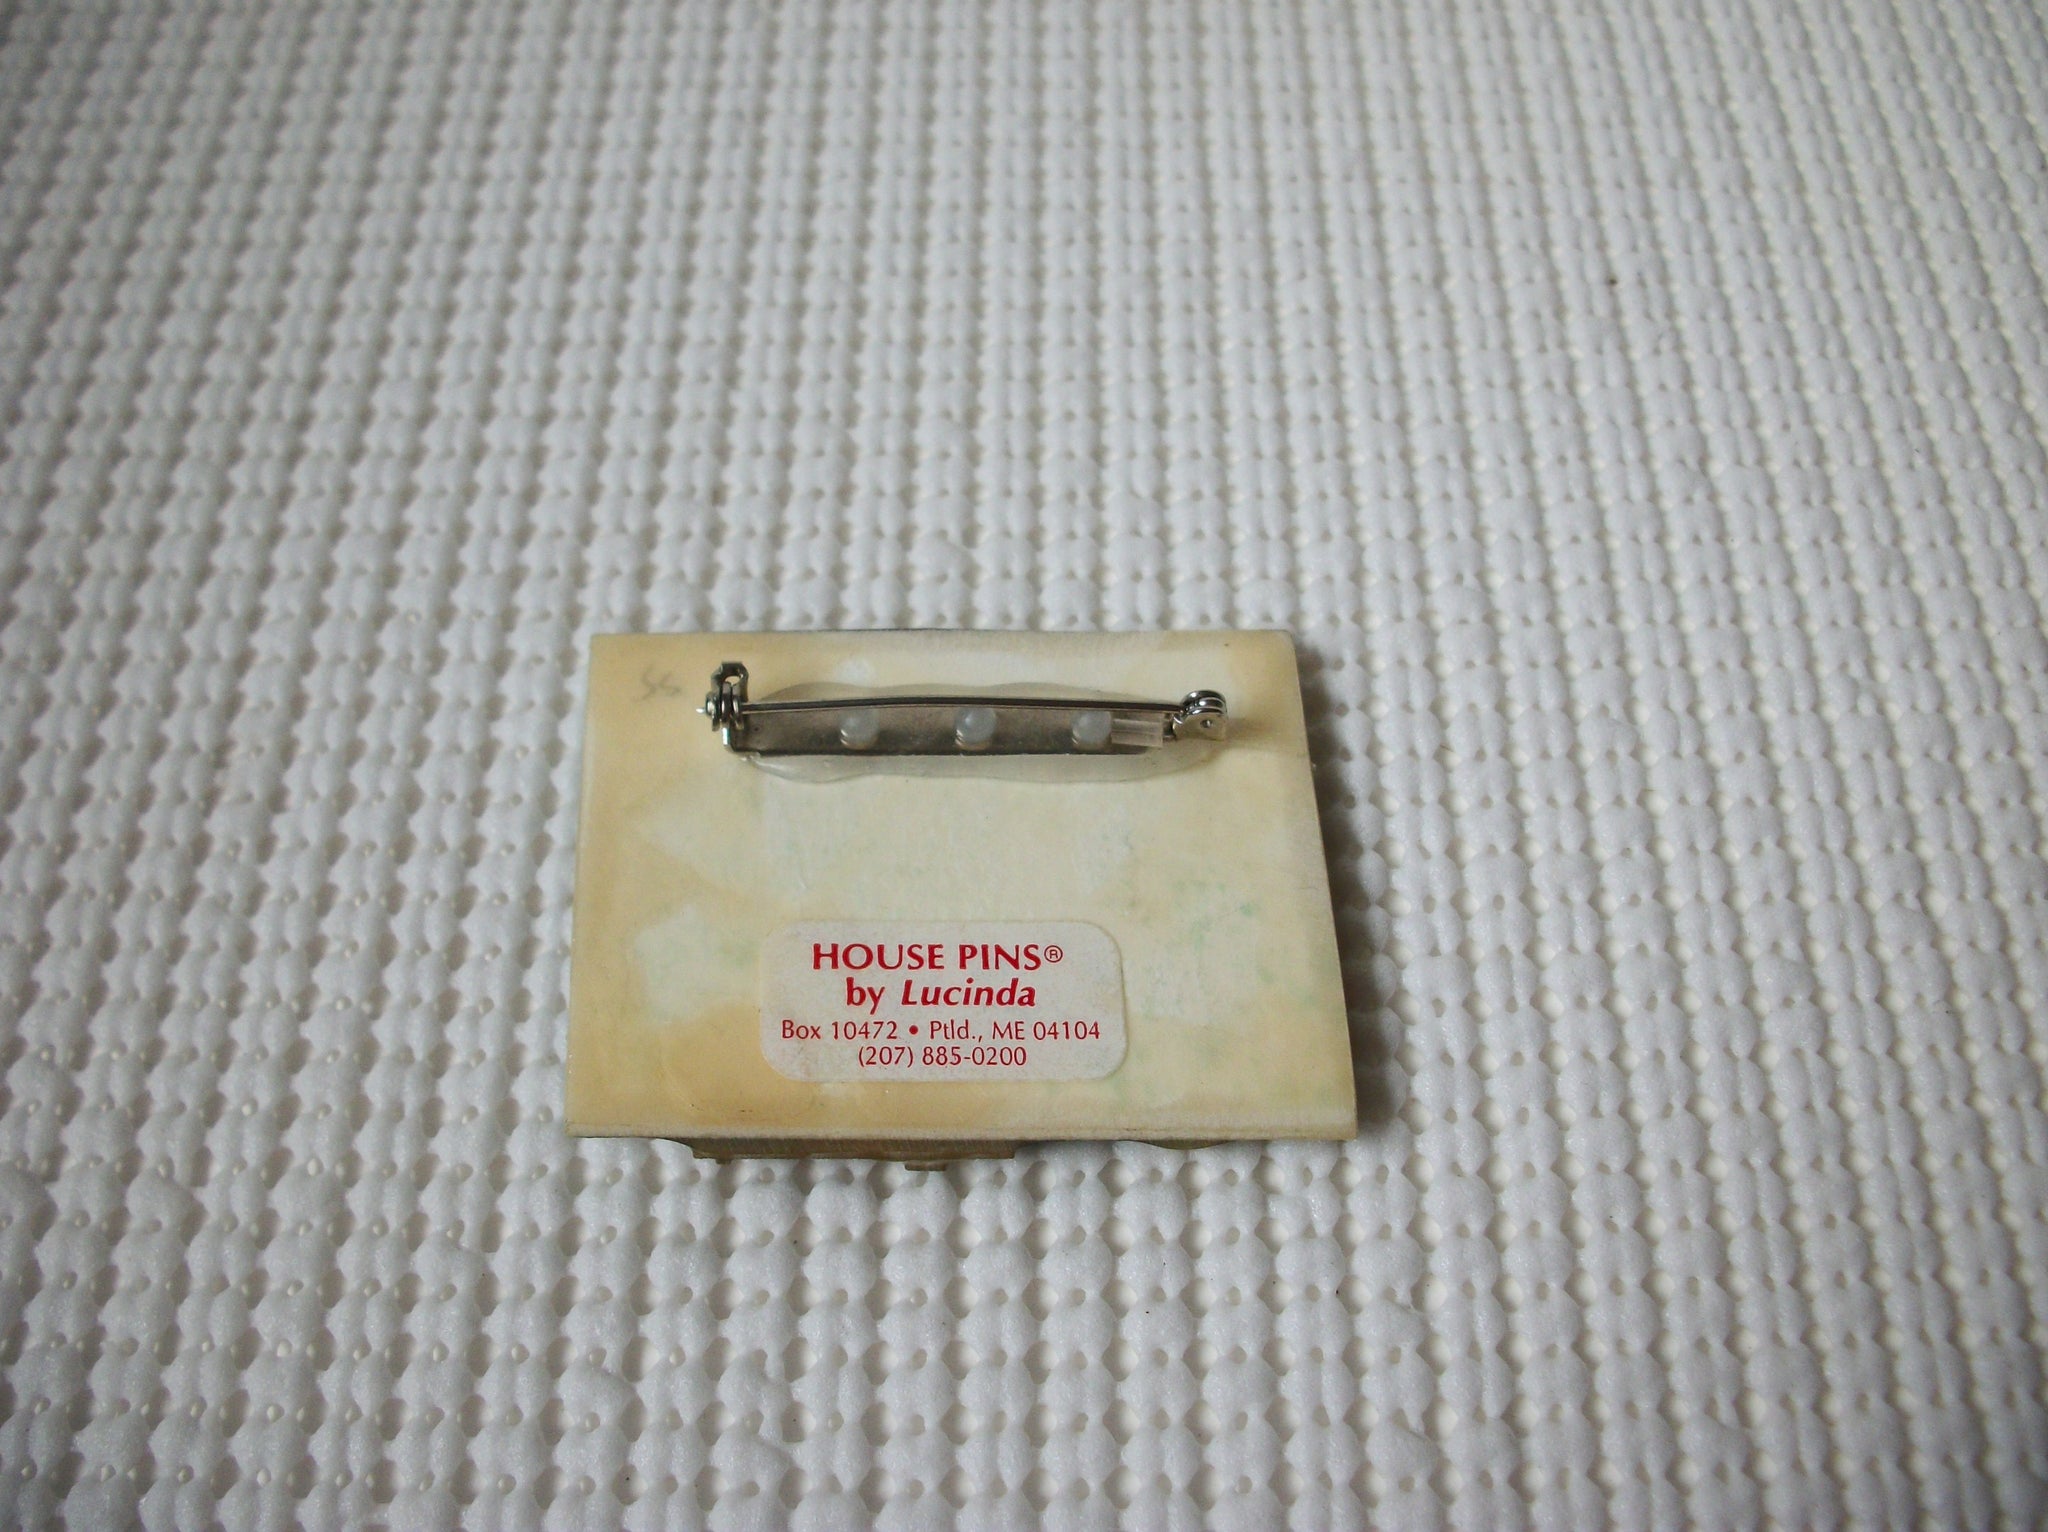 HOUSE PINS®
by Lucinda
Box 10472 • Ptld., ME 04104
(207) 885-0200